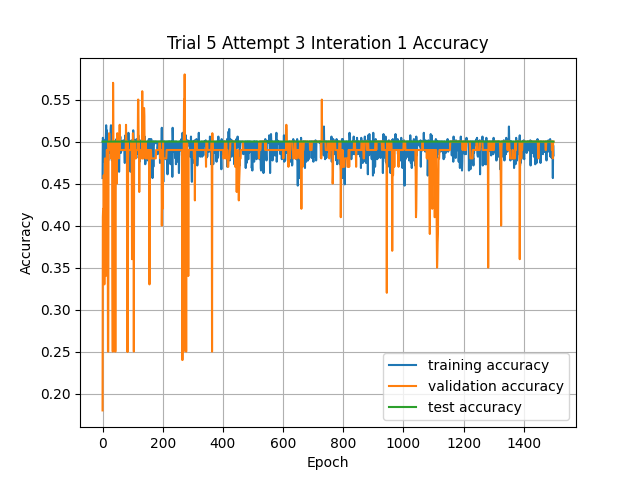 Trial 5 Attempt 3 Interation 1 Accuracy
Accuracy
0.55
0.50
0.45
0.40
0.35
0.30
0.25
0.20
0 200 400 600 800 1000 1200 1400
Epoch
training accuracy
validation accuracy
test accuracy